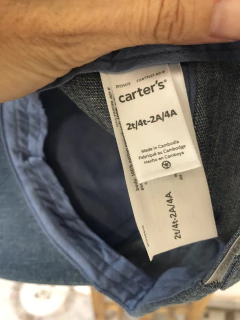 carter's®
2t/4t-2A/4A
Made in Cambodia
Fabriqué au Cambodge
Hecho en Camboya
2t/4t-2A/4A